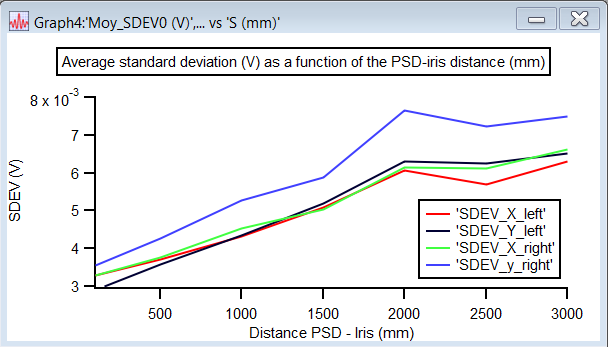 Graph4:'Moy_SDEV0 (V)',... vs 'S (mm)'
Average standard deviation (V) as a function of the PSD-iris distance (mm)
8 x 10^-3
7
6
5
4
3
SDEV (V)
'SDEV_X_left'
'SDEV_Y_left'
'SDEV_X_right'
'SDEV_y_right'
500 1000 1500 2000 2500 3000
Distance PSD - Iris (mm)